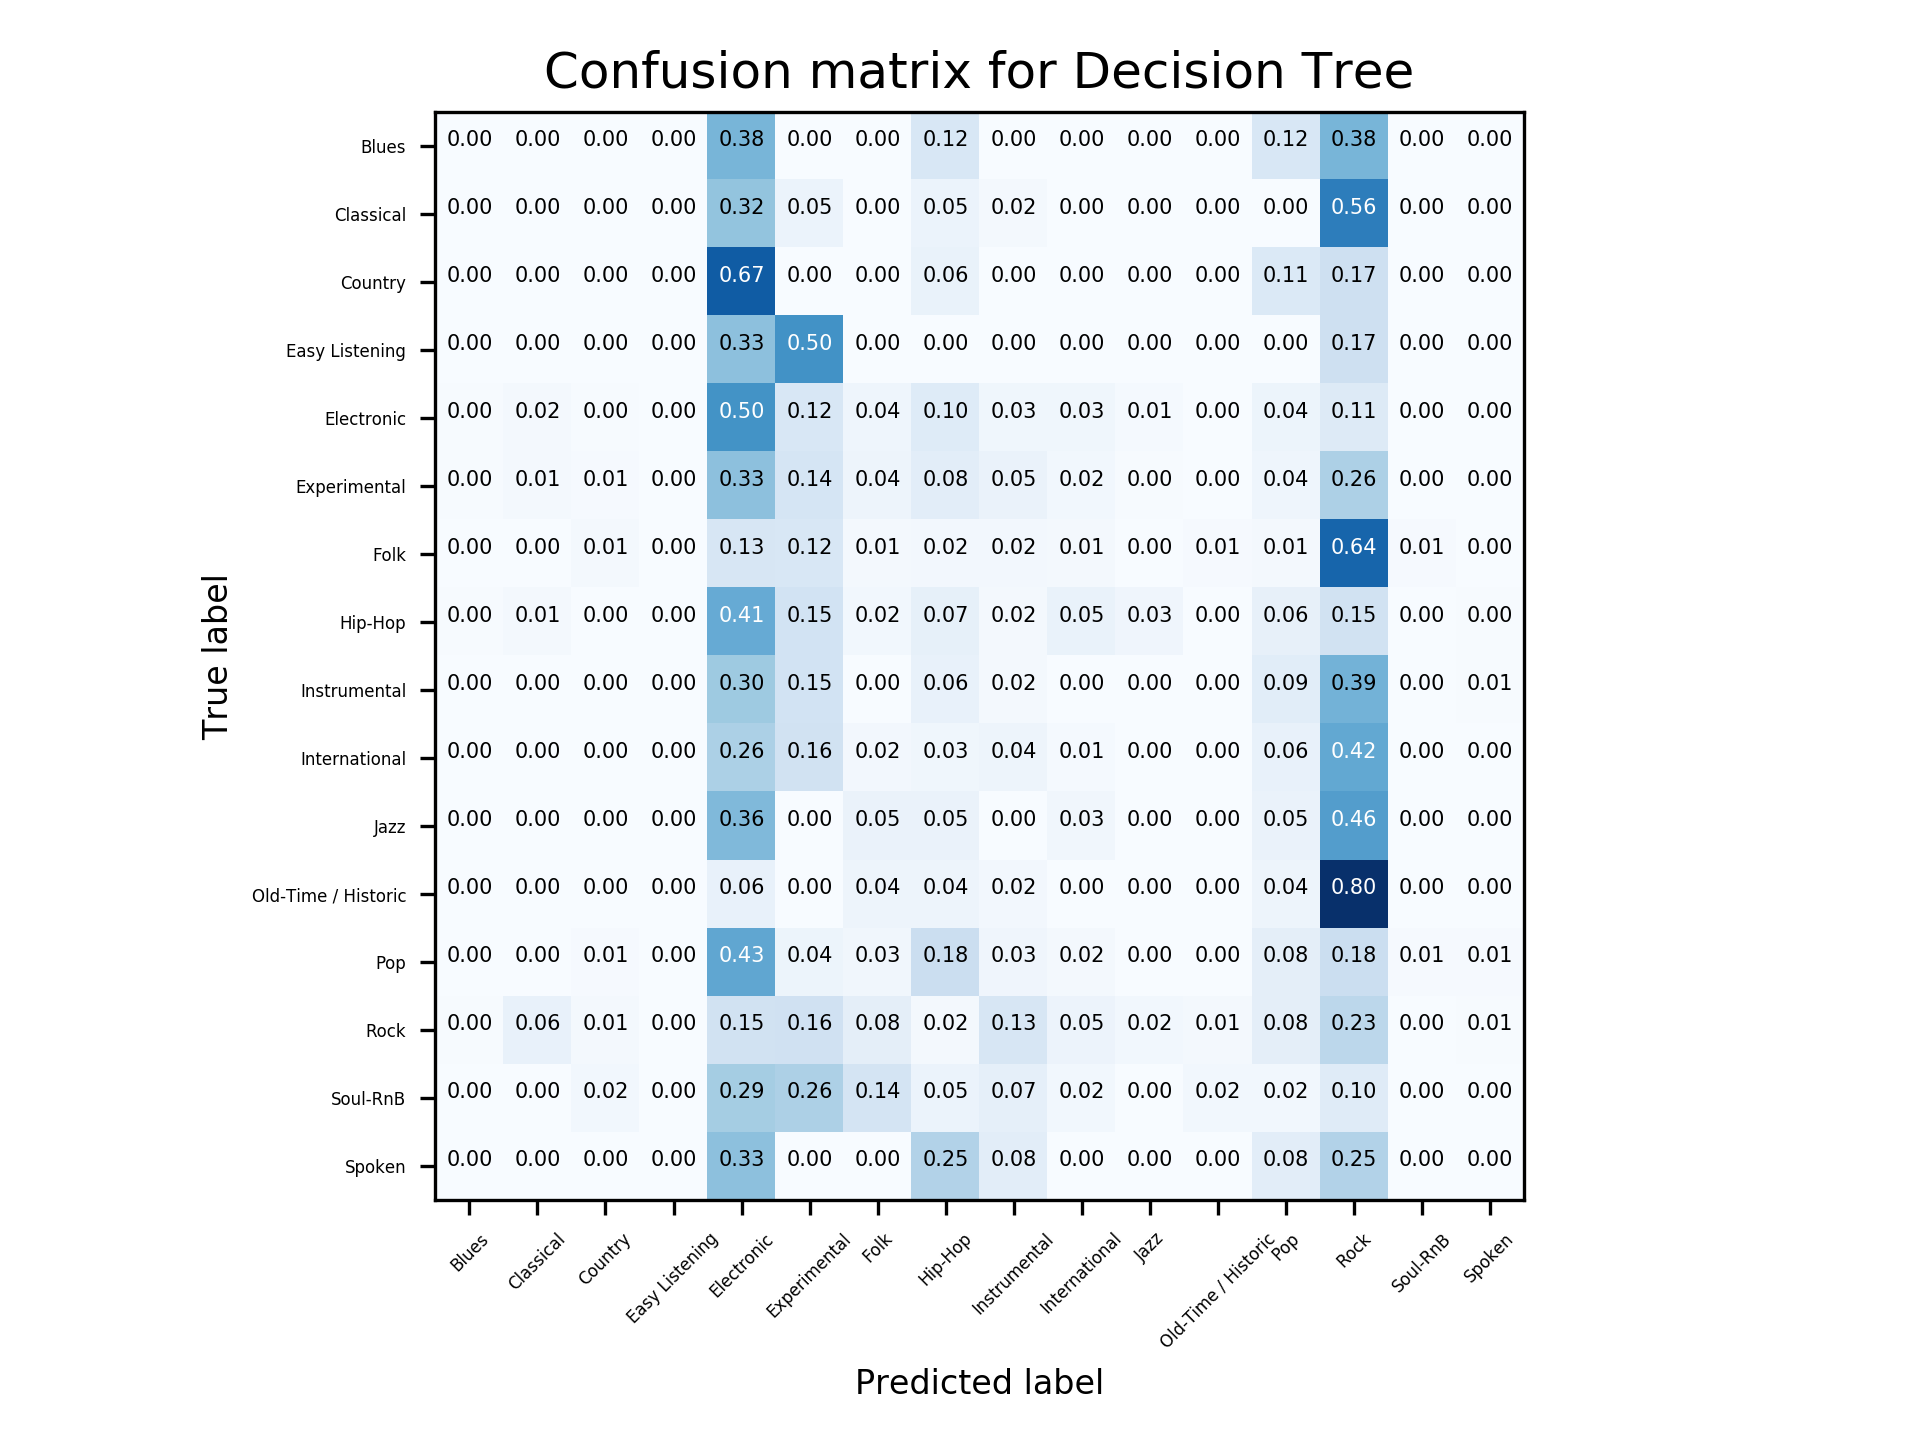 Confusion matrix for Decision Tree
Blues 0.00 0.00 0.00 0.00 0.38 0.00 0.00 0.12 0.00 0.00 0.00 0.00 0.12 0.38 0.00 0.00
Classical 0.00 0.00 0.00 0.00 0.32 0.05 0.00 0.05 0.02 0.00 0.00 0.00 0.00 0.56 0.00 0.00
Country 0.00 0.00 0.00 0.00 0.67 0.00 0.00 0.06 0.00 0.00 0.00 0.00 0.11 0.17 0.00 0.00
Easy Listening 0.00 0.00 0.00 0.00 0.33 0.50 0.00 0.00 0.00 0.00 0.00 0.00 0.00 0.17 0.00 0.00
Electronic 0.00 0.02 0.00 0.00 0.50 0.12 0.04 0.10 0.03 0.03 0.01 0.00 0.04 0.11 0.00 0.00
Experimental 0.00 0.01 0.01 0.00 0.33 0.14 0.04 0.08 0.05 0.02 0.00 0.00 0.04 0.26 0.00 0.00
Folk 0.00 0.00 0.01 0.00 0.13 0.12 0.01 0.02 0.02 0.01 0.00 0.01 0.01 0.64 0.01 0.00
Hip-Hop 0.00 0.01 0.00 0.00 0.41 0.15 0.02 0.07 0.02 0.05 0.03 0.00 0.06 0.15 0.00 0.00
Instrumental 0.00 0.00 0.00 0.00 0.30 0.15 0.00 0.06 0.02 0.00 0.00 0.00 0.09 0.39 0.00 0.01
International 0.00 0.00 0.00 0.00 0.26 0.16 0.02 0.03 0.04 0.01 0.00 0.00 0.06 0.42 0.00 0.00
Jazz 0.00 0.00 0.00 0.00 0.36 0.00 0.05 0.05 0.00 0.03 0.00 0.00 0.05 0.46 0.00 0.00
Old-Time / Historic 0.00 0.00 0.00 0.00 0.06 0.00 0.04 0.04 0.02 0.00 0.00 0.00 0.04 0.80 0.00 0.00
Pop 0.00 0.00 0.01 0.00 0.43 0.04 0.03 0.18 0.03 0.02 0.00 0.00 0.08 0.18 0.01 0.01
Rock 0.00 0.06 0.01 0.00 0.15 0.16 0.08 0.02 0.13 0.05 0.02 0.01 0.08 0.23 0.00 0.01
Soul-RnB 0.00 0.00 0.02 0.00 0.29 0.26 0.14 0.05 0.07 0.02 0.00 0.02 0.02 0.10 0.00 0.00
Spoken 0.00 0.00 0.00 0.00 0.33 0.00 0.00 0.25 0.08 0.00 0.00 0.00 0.08 0.25 0.00 0.00
True label
Blues Classical Country Easy Listening Electronic Experimental Folk Hip-Hop Instrumental International Jazz Old-Time / Historic Pop Rock Soul-RnB Spoken
Predicted label